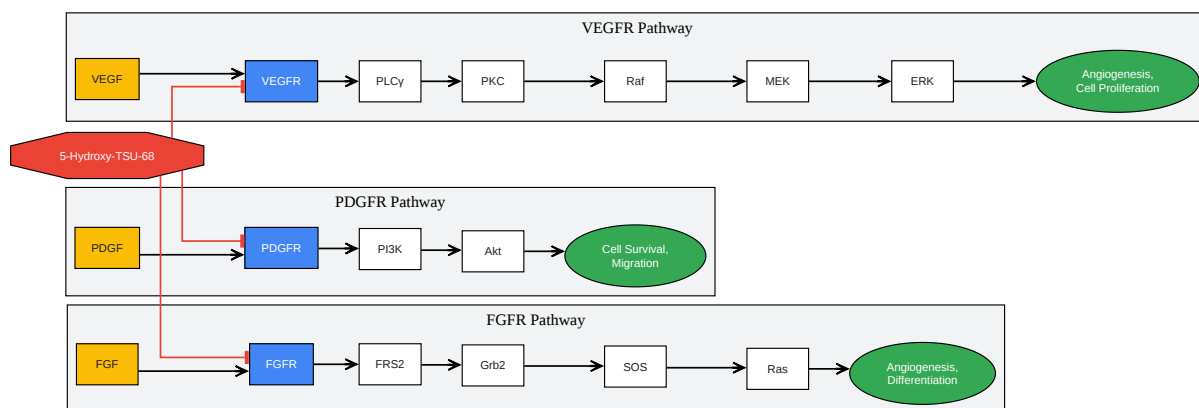 VEGFR Pathway
VEGF
VEGFR
PLCγ
PKC
Raf
MEK
ERK
Angiogenesis,
Cell Proliferation
5-Hydroxy-TSU-68
PDGFR Pathway
PDGF
PDGFR
PI3K
Akt
Cell Survival,
Migration
FGFR Pathway
FGF
FGFR
FRS2
Grb2
SOS
Ras
Angiogenesis,
Differentiation